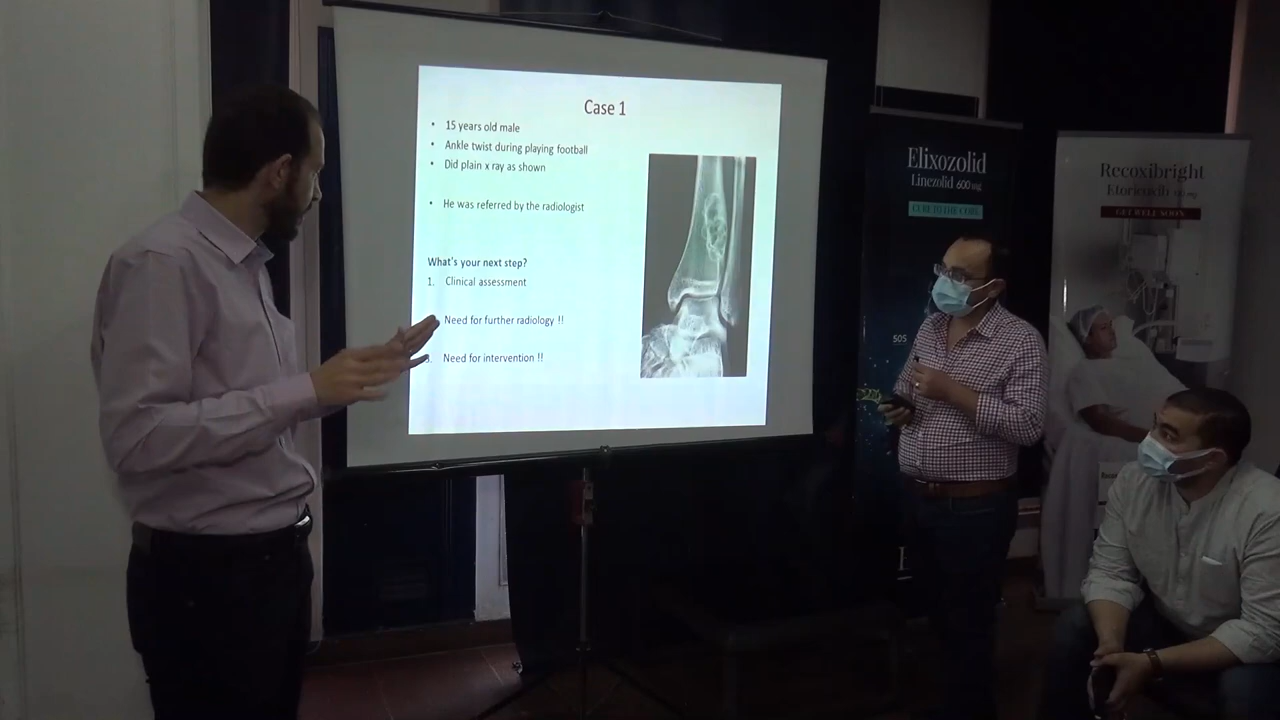 Case 1
• 15 years old male
• Ankle twist during playing football
• Did plain x ray as shown
• He was referred by the radiologist
What's your next step?
1. Clinical assessment
Need for further radiology !!
Need for intervention !!
Elixozolid
Linezolid 600 mg
CURE TO THE CORE
SOS
Recoxibright
Etoricoxib
GET WELL SOON